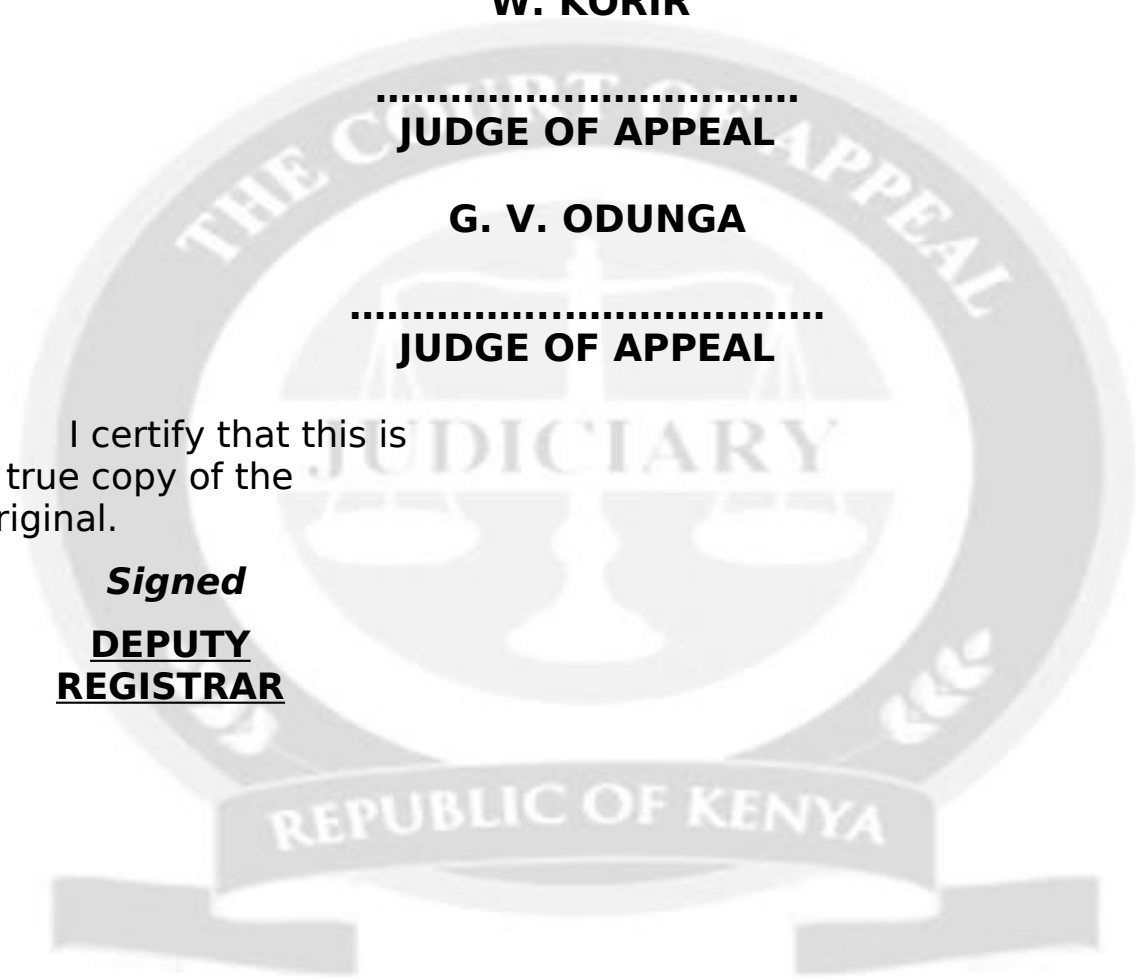 W. KORIR
....................................
JUDGE OF APPEAL
G. V. ODUNGA
........................................
JUDGE OF APPEAL
I certify that this is
true copy of the
riginal.
Signed
DEPUTY
REGISTRAR
THE COURT OF APPEAL
JUDICIARY
REPUBLIC OF KENYA